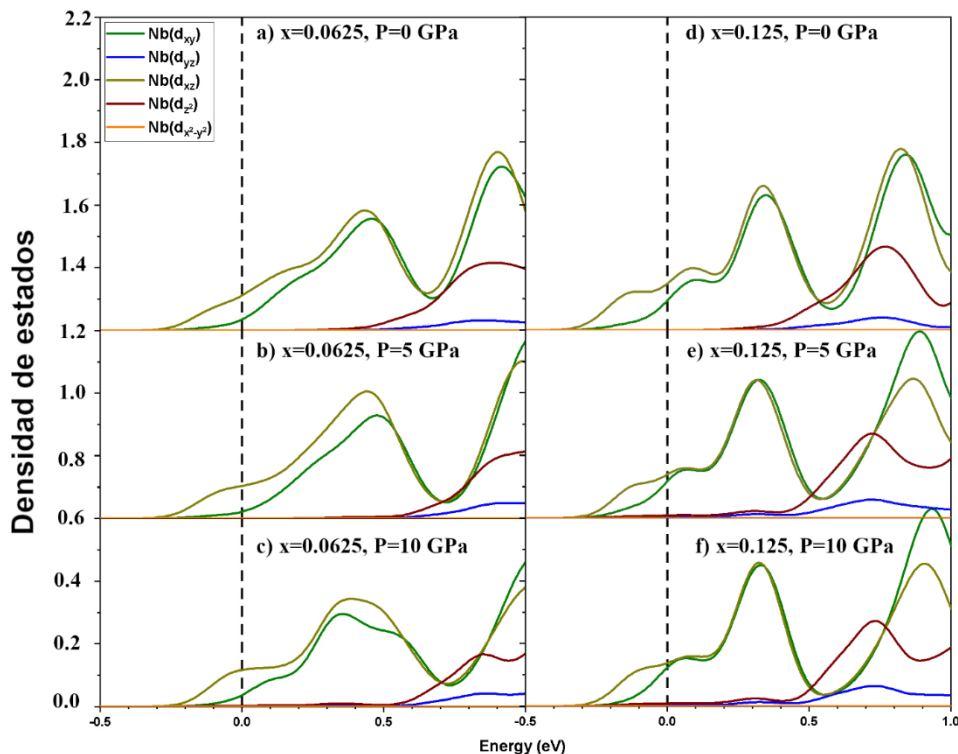 Densidad de estados
2.2
2.0
1.8
1.6
1.4
1.2
1.0
0.8
0.6
0.4
0.2
0.0
Nb(dxy)
Nb(dyz)
Nb(dxz)
Nb(dz²)
Nb(dx²-y²)
a) x=0.0625, P=0 GPa
d) x=0.125, P=0 GPa
b) x=0.0625, P=5 GPa
e) x=0.125, P=5 GPa
c) x=0.0625, P=10 GPa
f) x=0.125, P=10 GPa
-0.5 0.0 0.5 -0.5 0.0 0.5 1.0
Energy (eV)